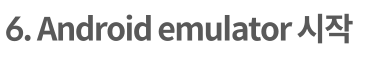 6. Android emulator 시작